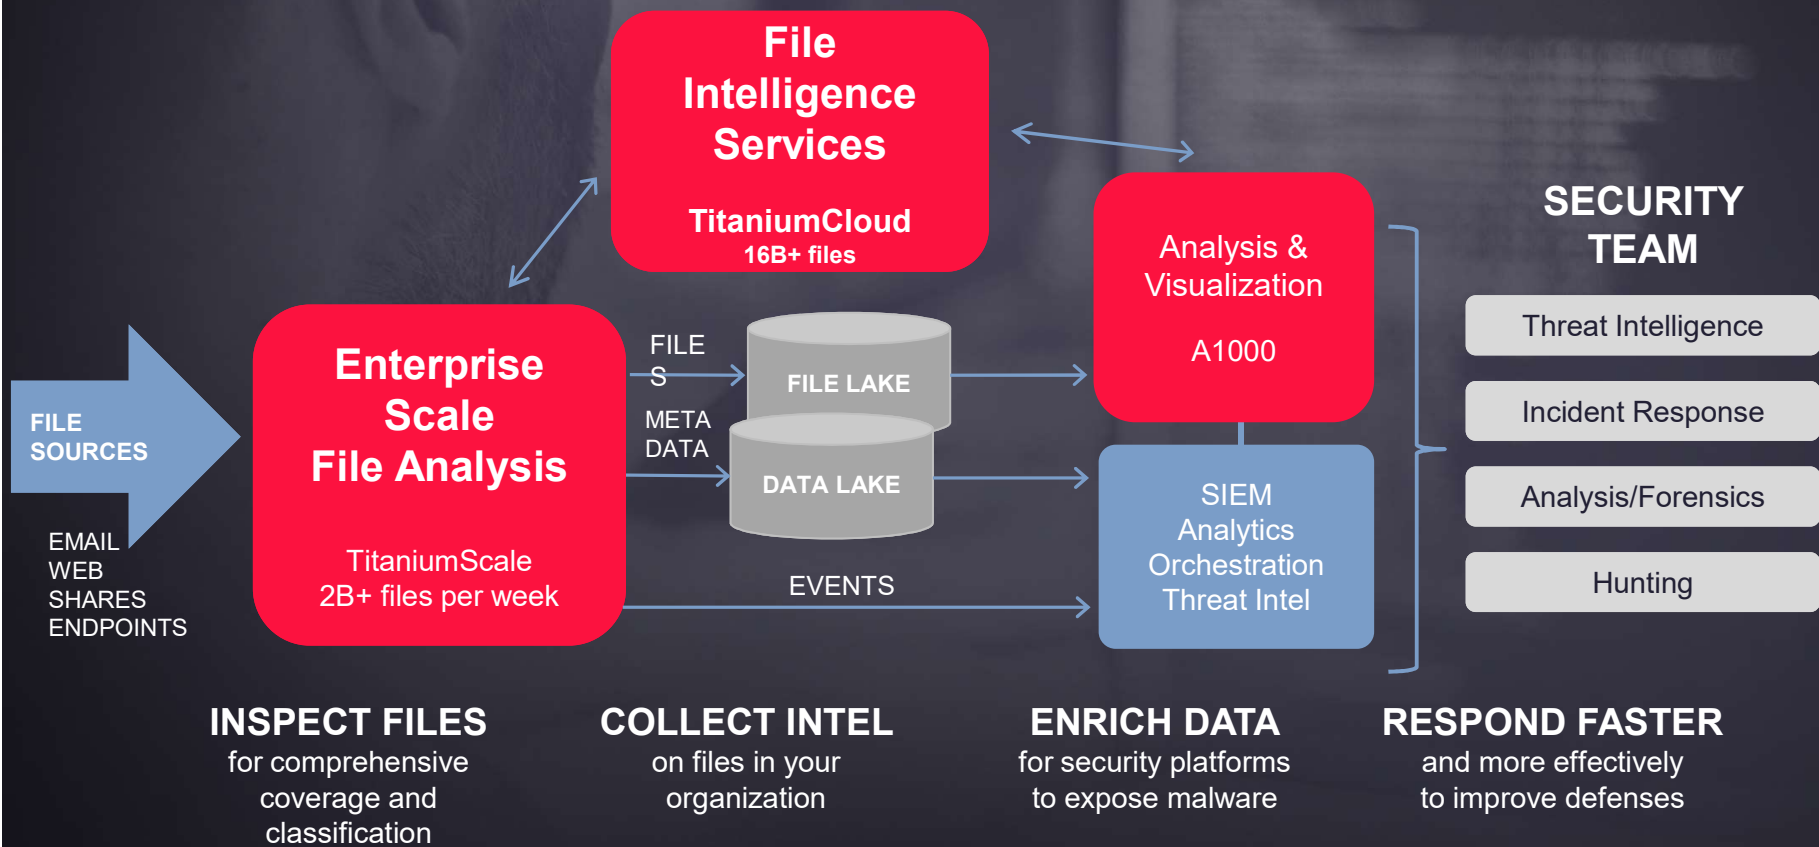 File
Intelligence
Services
TitaniumCloud
16B+ files
FILE
SOURCES
EMAIL
WEB
SHARES
ENDPOINTS
Enterprise
Scale
File Analysis
TitaniumScale
2B+ files per week
FILE
S
META
DATA
EVENTS
FILE LAKE
DATA LAKE
Analysis &
Visualization
A1000
SIEM
Analytics
Orchestration
Threat Intel
SECURITY
TEAM
Threat Intelligence
Incident Response
Analysis/Forensics
Hunting
INSPECT FILES
for comprehensive
coverage and
classification
COLLECT INTEL
on files in your
organization
ENRICH DATA
for security platforms
to expose malware
RESPOND FASTER
and more effectively
to improve defenses